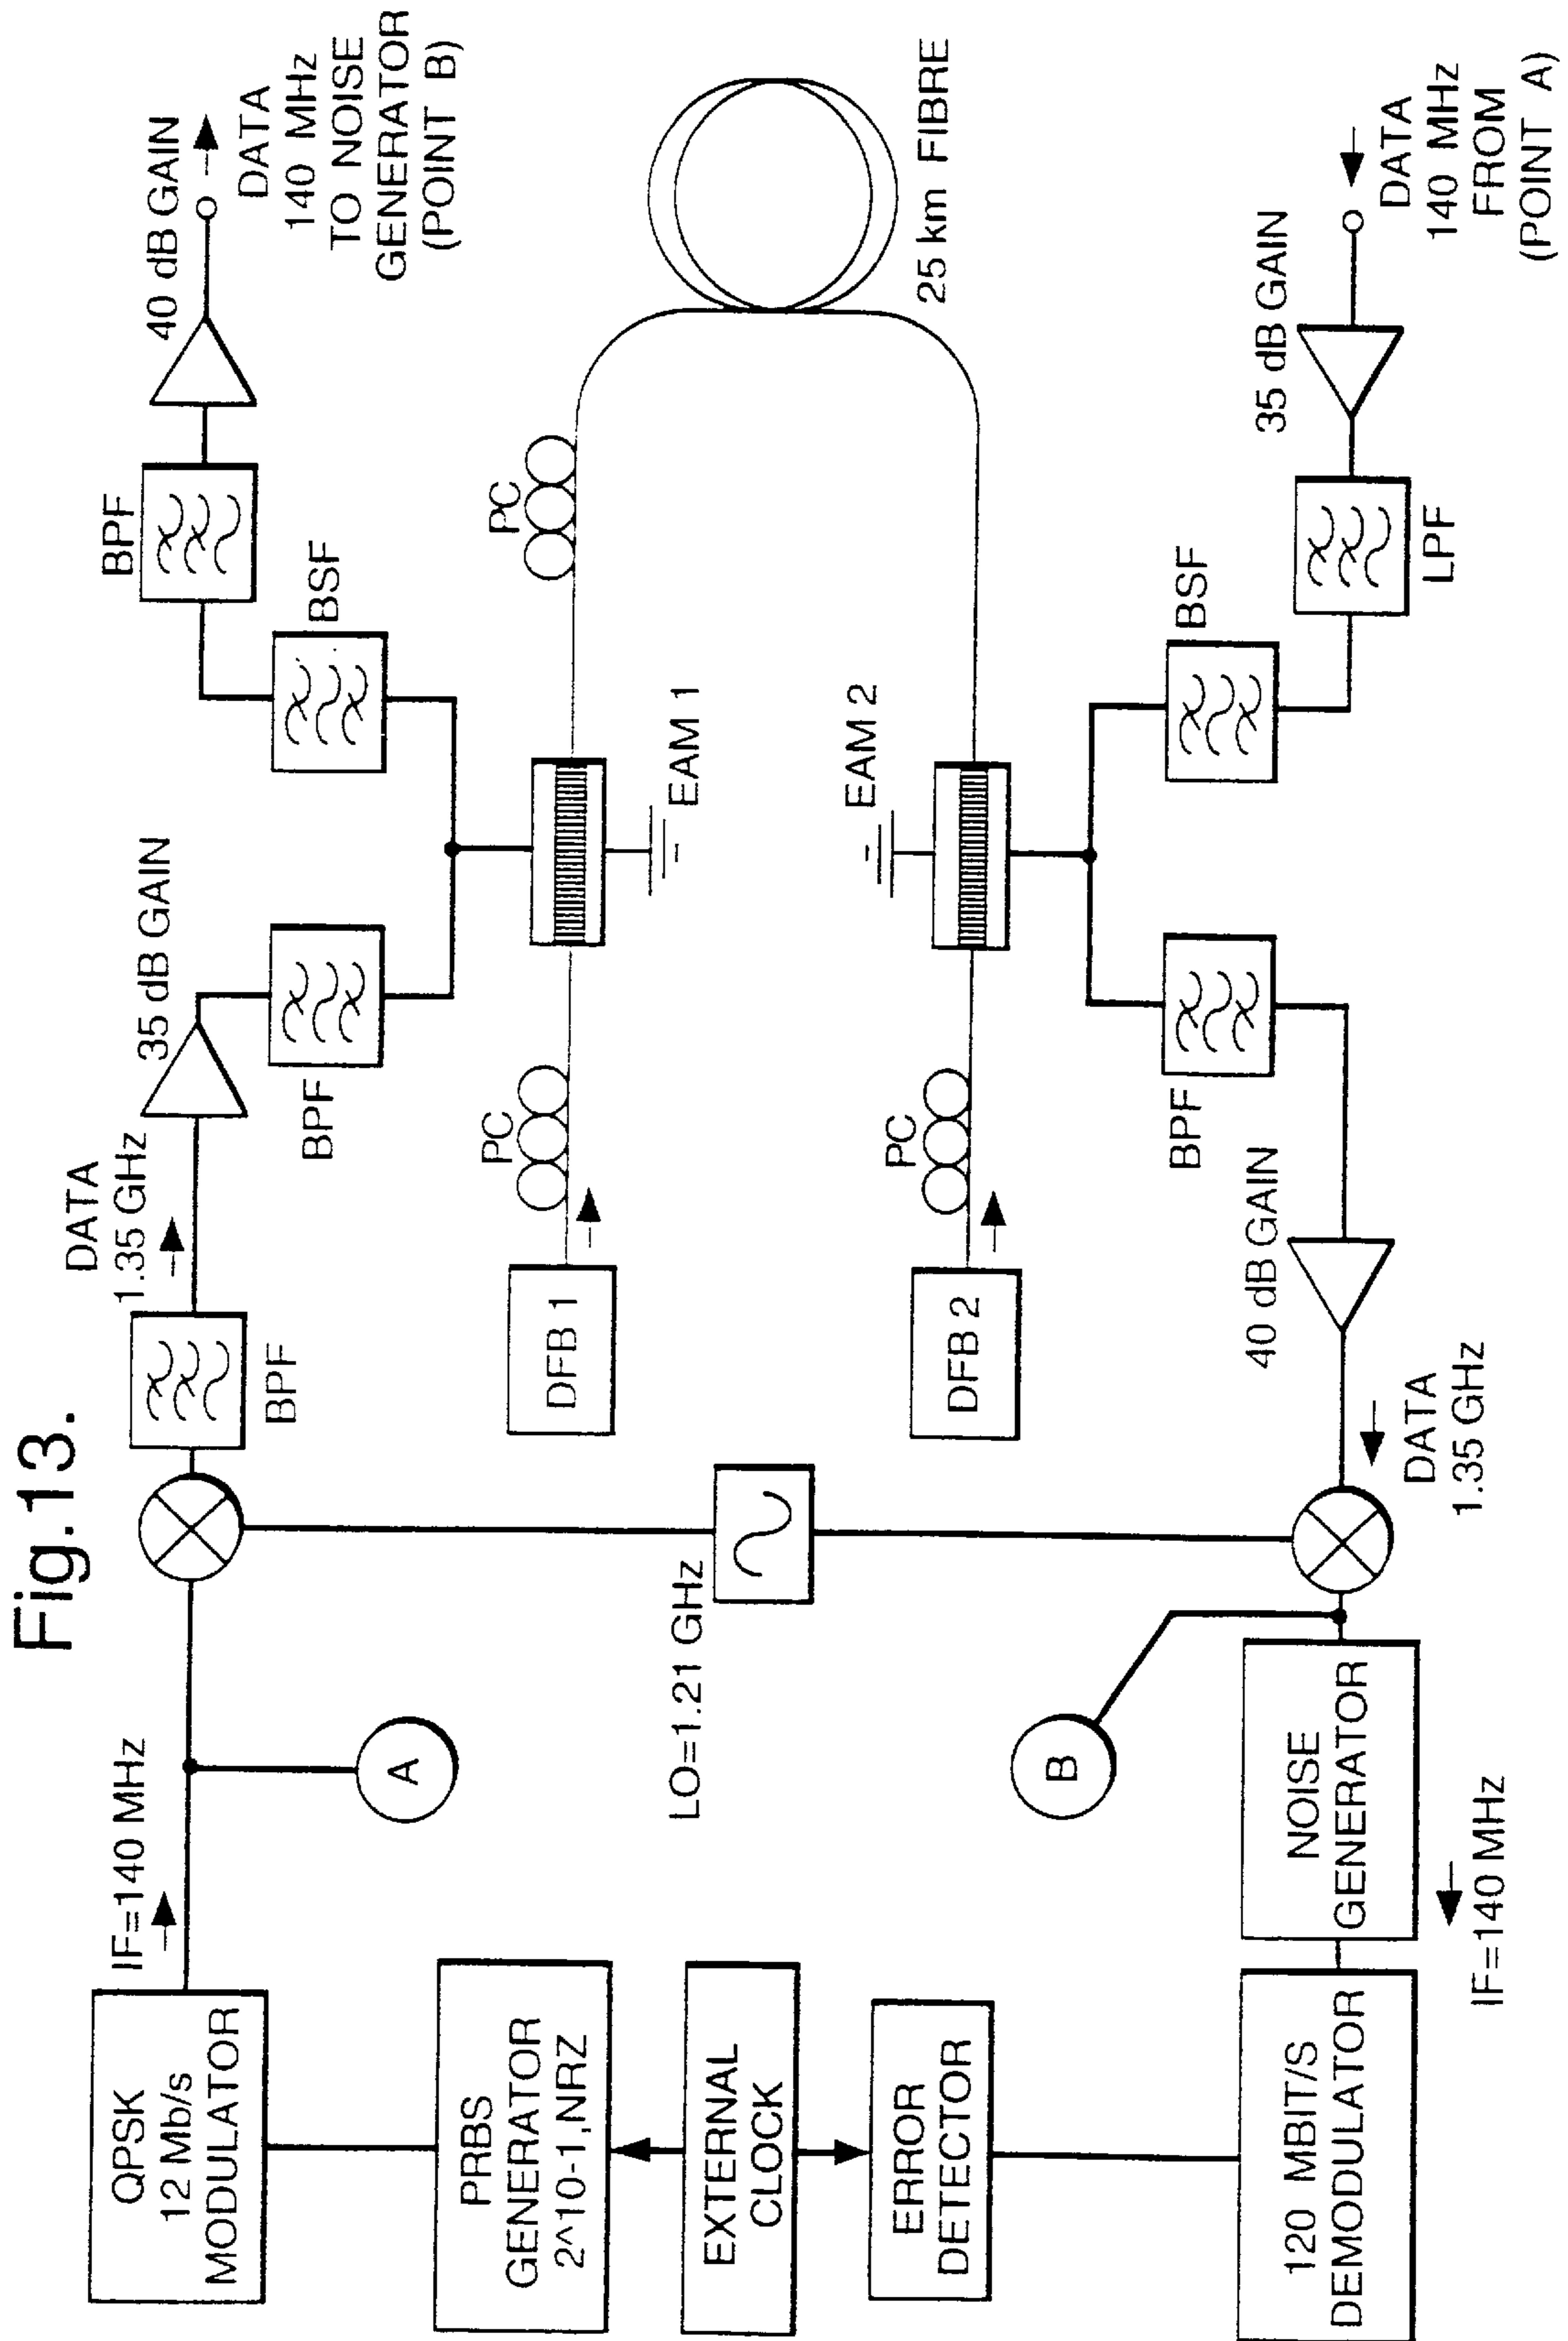 Fig.13.
QPSK
12 Mb/s
MODULATOR
IF=140 MHz
A
PRBS
GENERATOR
2^10-1,NRZ
EXTERNAL
CLOCK
ERROR
DETECTOR
120 MBIT/S
DEMODULATOR
NOISE
GENERATOR
IF=140 MHz
B
LO=1.21 GHz
BPF
DATA
1.35 GHz
35 dB GAIN
BPF
BSF
BPF
40 dB GAIN
DATA
140 MHz
TO NOISE
GENERATOR
(POINT B)
DFB 1
PC
EAM 1
PC
25 km FIBRE
DFB 2
PC
EAM 2
DATA
1.35 GHz
40 dB GAIN
BPF
BSF
LPF
35 dB GAIN
DATA
140 MHz
FROM
(POINT A)